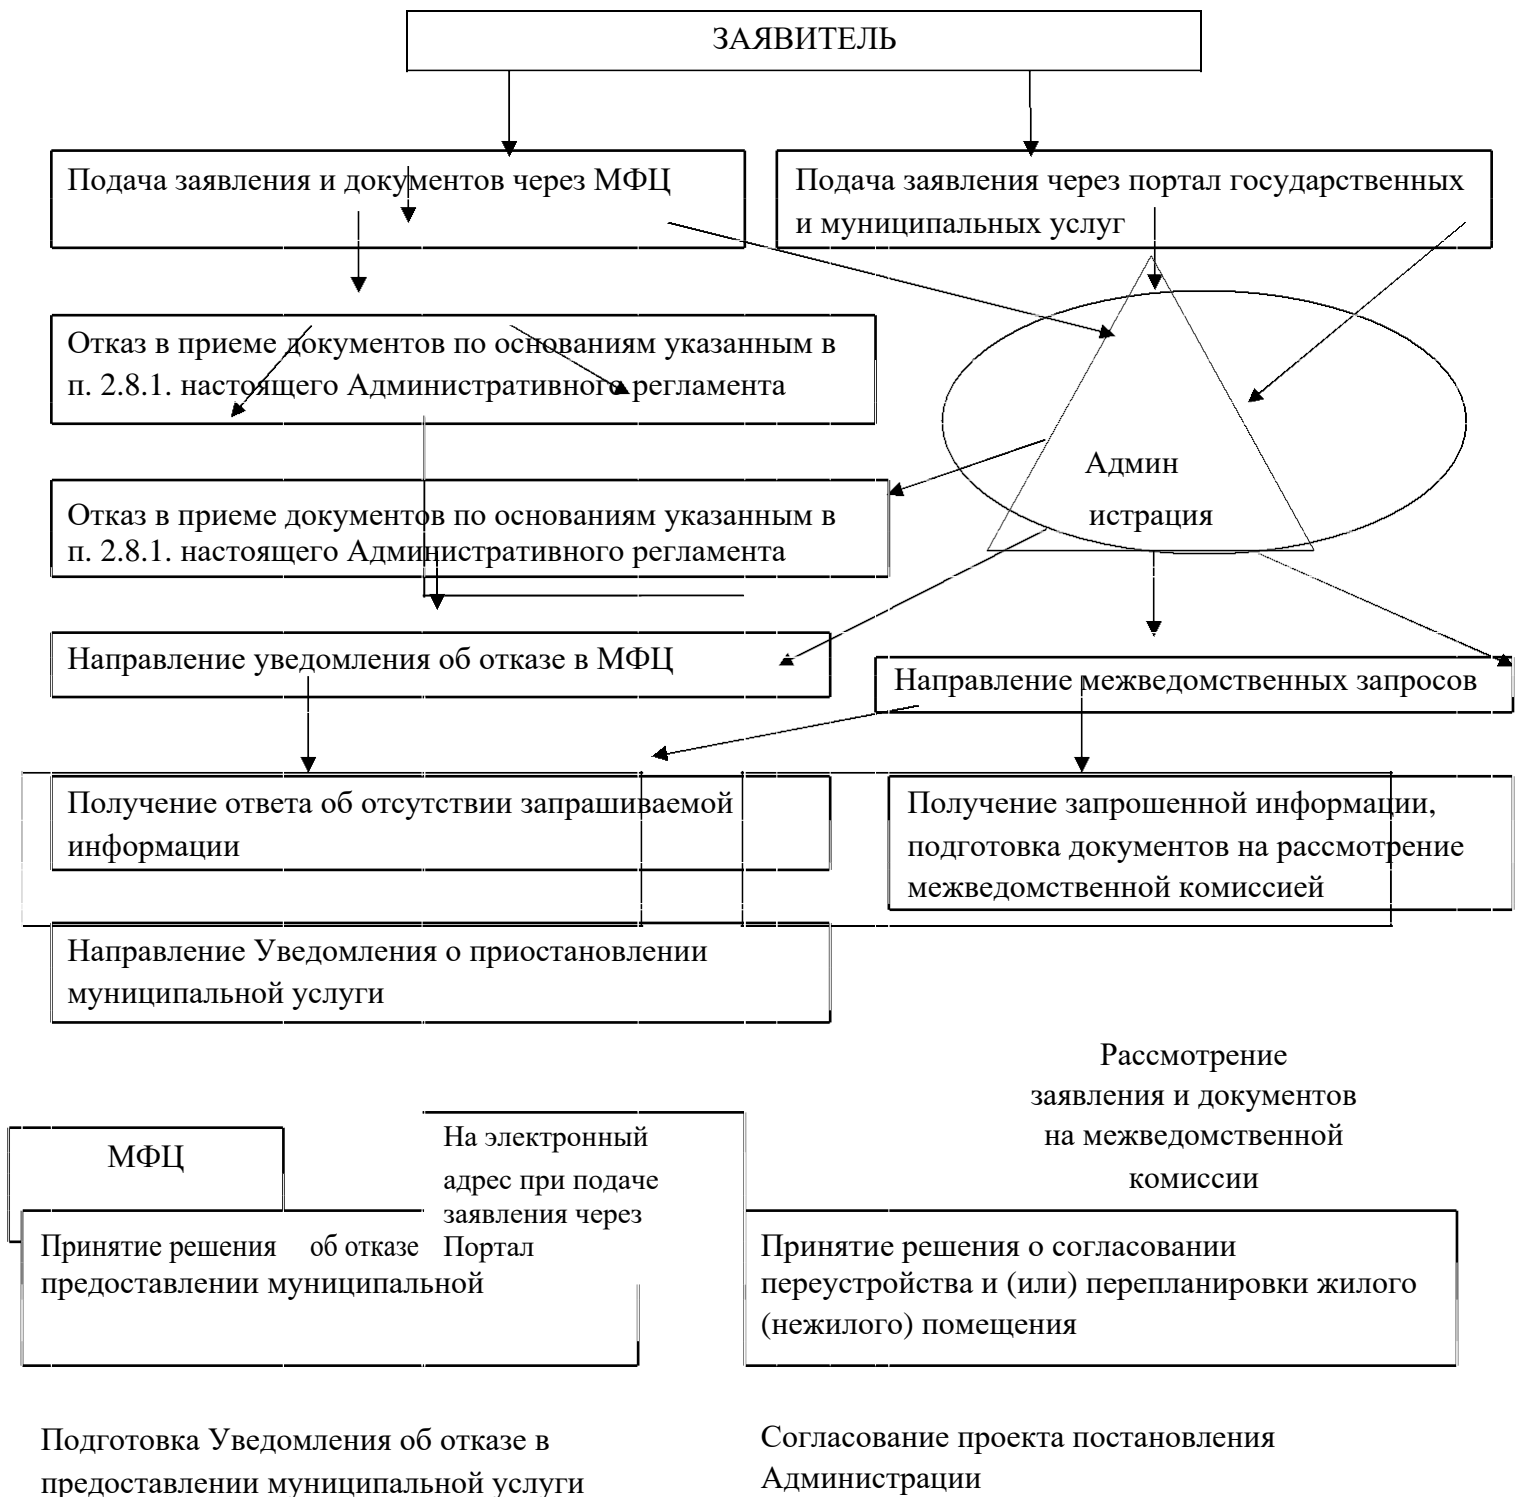 ЗАЯВИТЕЛЬ
Подача заявления и документов через МФЦ
Подача заявления через портал государственных
и муниципальных услуг
Отказ в приеме документов по основаниям указанным в
п. 2.8.1. настоящего Административного регламента
Админ
истрация
Отказ в приеме документов по основаниям указанным в
п. 2.8.1. настоящего Административного регламента
Направление уведомления об отказе в МФЦ
Направление межведомственных запросов
Получение ответа об отсутствии запрашиваемой
информации
Получение запрошенной информации,
подготовка документов на рассмотрение
межведомственной комиссией
Направление Уведомления о приостановлении
муниципальной услуги
Рассмотрение
заявления и документов
на межведомственной
комиссии
МФЦ
На электронный
адрес при подаче
заявления через
Портал
Принятие решения об отказе
предоставлении муниципальной
Принятие решения о согласовании
переустройства и (или) перепланировки жилого
(нежилого) помещения
Подготовка Уведомления об отказе в
предоставлении муниципальной услуги
Согласование проекта постановления
Администрации